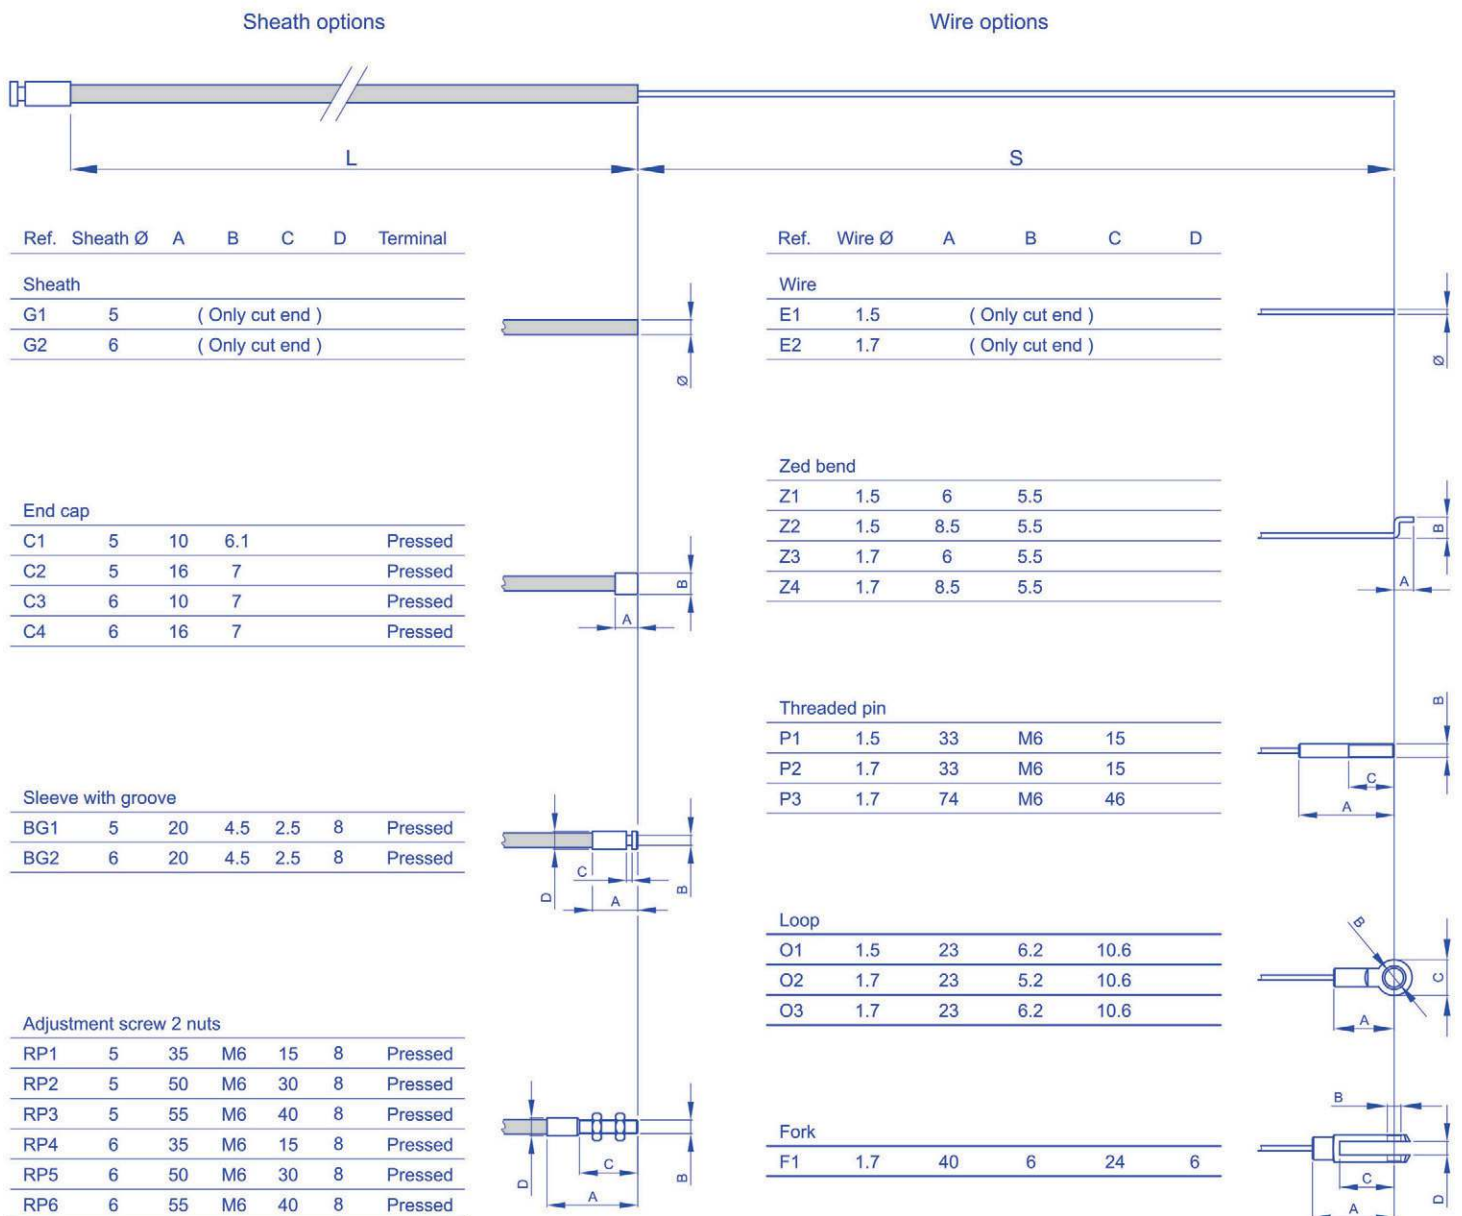 Sheath options
Wire options
L
S
Ref. Sheath Ø A B C D Terminal
Sheath
G1 5 ( Only cut end )
G2 6 ( Only cut end )
Ø
End cap
C1 5 10 6.1 Pressed
C2 5 16 7 Pressed
C3 6 10 7 Pressed
C4 6 16 7 Pressed
B
A
Sleeve with groove
BG1 5 20 4.5 2.5 8 Pressed
BG2 6 20 4.5 2.5 8 Pressed
C
D
A
B
Adjustment screw 2 nuts
RP1 5 35 M6 15 8 Pressed
RP2 5 50 M6 30 8 Pressed
RP3 5 55 M6 40 8 Pressed
RP4 6 35 M6 15 8 Pressed
RP5 6 50 M6 30 8 Pressed
RP6 6 55 M6 40 8 Pressed
C
D
A
B
Ref. Wire Ø A B C D
Wire
E1 1.5 ( Only cut end )
E2 1.7 ( Only cut end )
Ø
Zed bend
Z1 1.5 6 5.5
Z2 1.5 8.5 5.5
Z3 1.7 6 5.5
Z4 1.7 8.5 5.5
B
A
Threaded pin
P1 1.5 33 M6 15
P2 1.7 33 M6 15
P3 1.7 74 M6 46
B
C
A
Loop
O1 1.5 23 6.2 10.6
O2 1.7 23 5.2 10.6
O3 1.7 23 6.2 10.6
B
C
A
Fork
F1 1.7 40 6 24 6
B
C
D
A